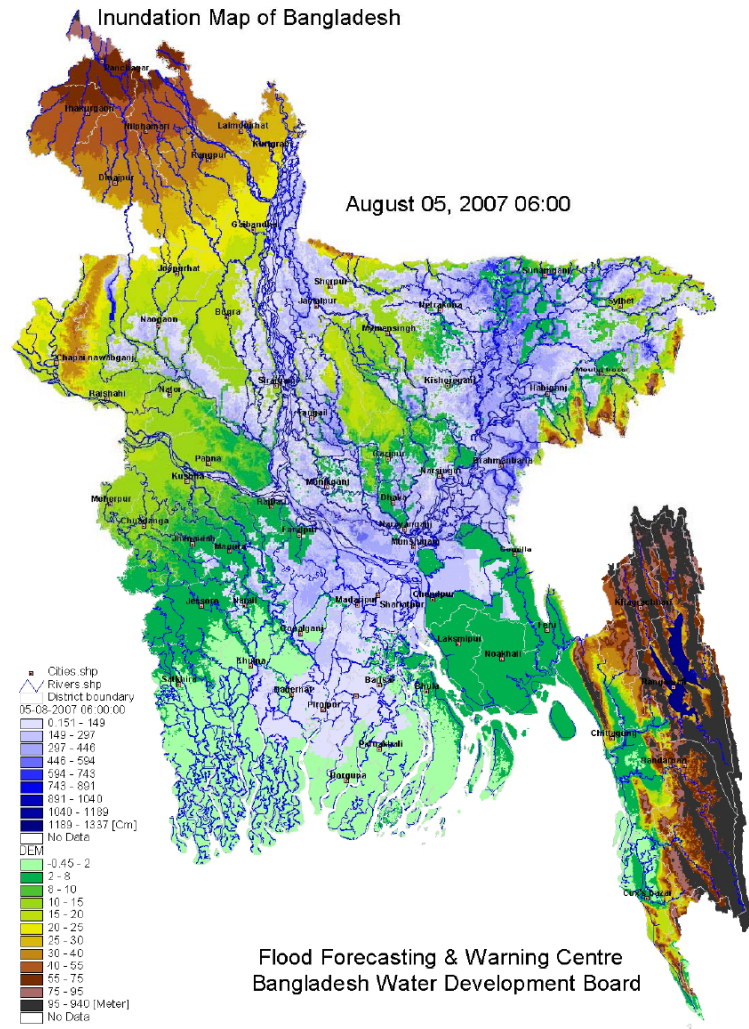 Inundation Map of Bangladesh
August 05, 2007 06:00
Panchagar
Thakurgaon
Nilphamari
Lalmonirhat
Kurigram
Rangpur
Dinajpur
Gaibandha
Joypurhat
Sherpur
Jamalpur
Netrakona
Sunamganj
Sylhet
Naogaon
Bogra
Mymensingh
Chapai nawabganj
Kishoreganj
Moulvi bazar
Habiganj
Rajshahi
Natore
Sirajganj
Tangail
Pabna
Gazipur
Brahmanbaria
Narsingdi
Kushtia
Manikganj
Meherpur
Dhaka
Rajbari
Chuadanga
Faridpur
Narayanganj
Jhenaidah
Magura
Munshiganj
Comilla
Khagrachhari
Jessore
Narail
Madaripur
Shariatpur
Chandpur
Gopalganj
Laksmipur
Noakhali
Feni
Khulna
Satkhira
Bagerhat
Barisal
Bhola
Rangamati
Pirojpur
Chittagong
Patuakhali
Bandarban
Borguna
Cox's bazar
Cities.shp
Rivers.shp
District boundary
05-08-2007 06:00:00
0.151 - 149
149 - 297
297 - 446
446 - 594
594 - 743
743 - 891
891 - 1040
1040 - 1189
1189 - 1337 [Cm]
No Data
DEM
-0.45 - 2
2 - 8
8 - 10
10 - 15
15 - 20
20 - 25
25 - 30
30 - 40
40 - 55
55 - 75
75 - 95
95 - 940 [Meter]
No Data
Flood Forecasting & Warning Centre
Bangladesh Water Development Board